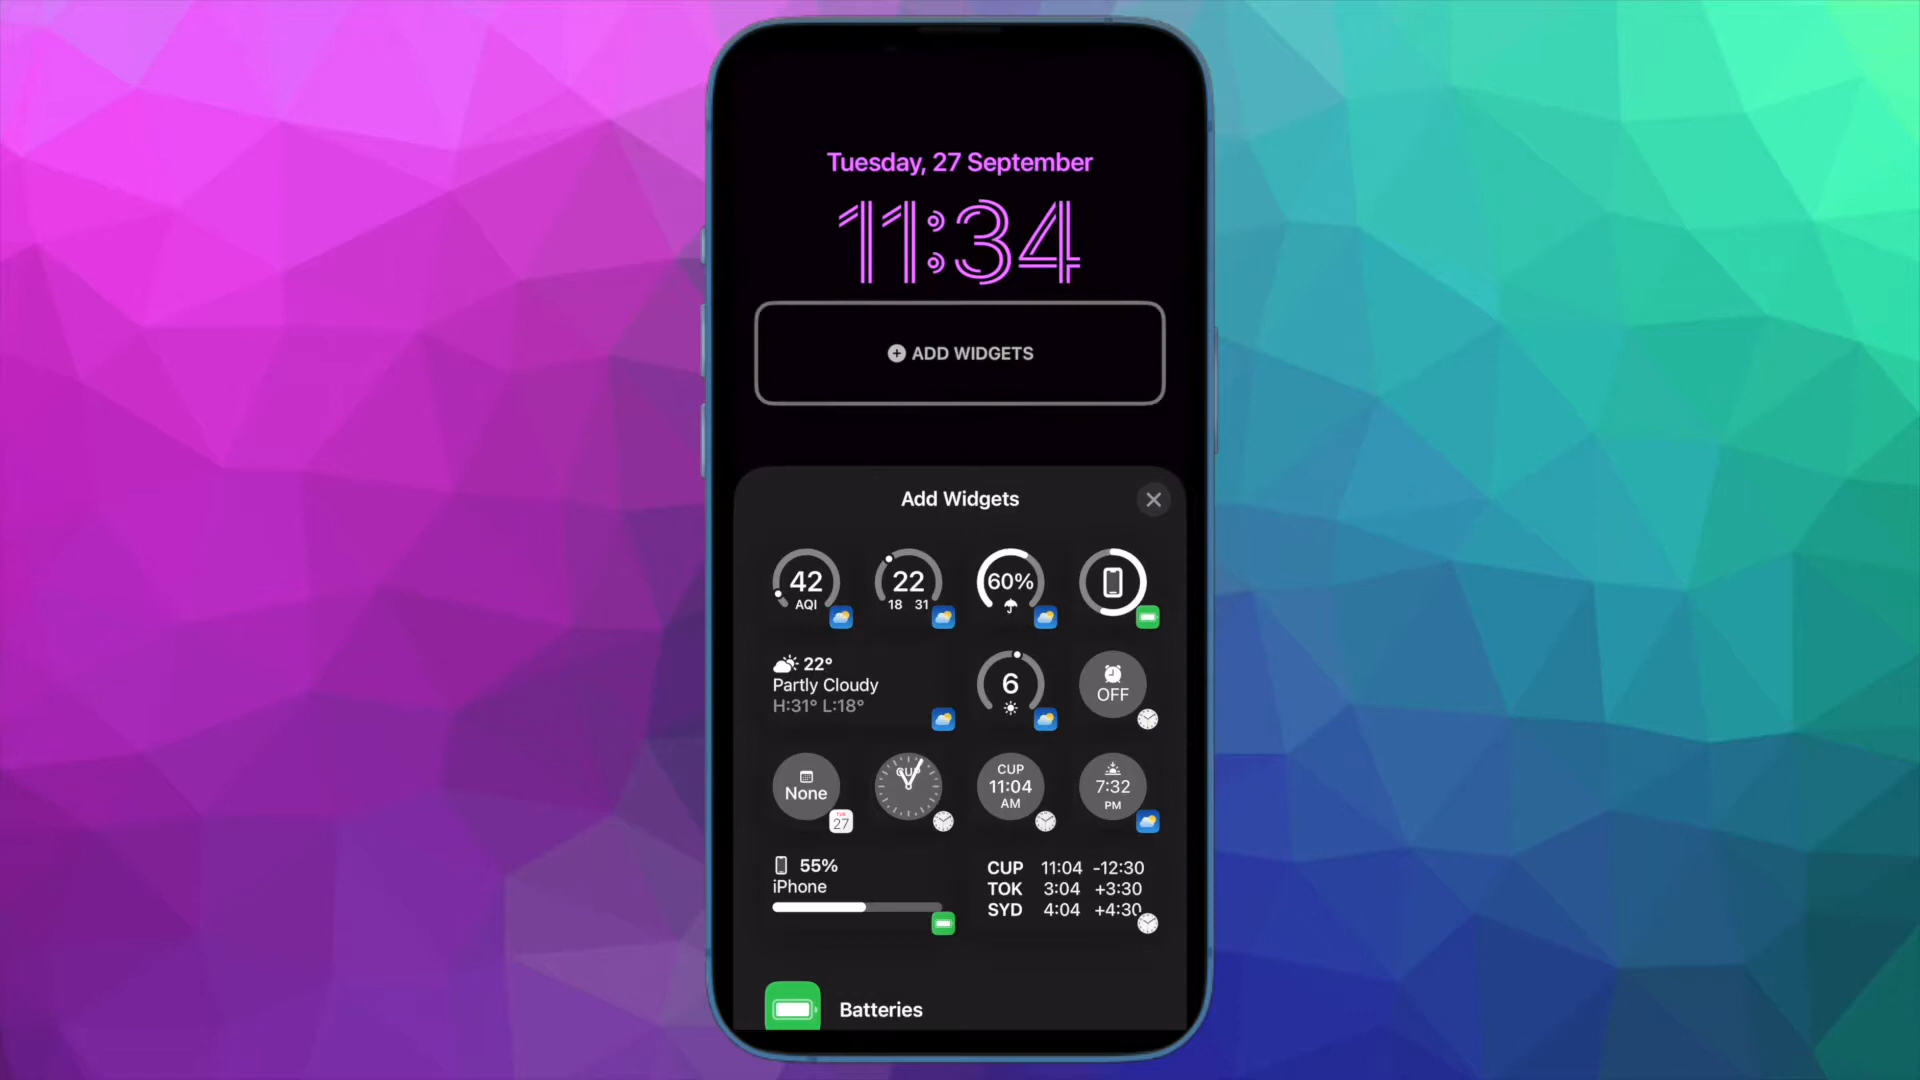 Tuesday, 27 September
11:34
ADD WIDGETS
Add Widgets
42
AQI
22
18 31
60%
22°
Partly Cloudy
H:31° L:18°
6
OFF
None
TUE
27
CUP
CUP
11:04
AM
7:32
PM
55%
iPhone
CUP 11:04 -12:30
TOK 3:04 +3:30
SYD 4:04 +4:30
Batteries